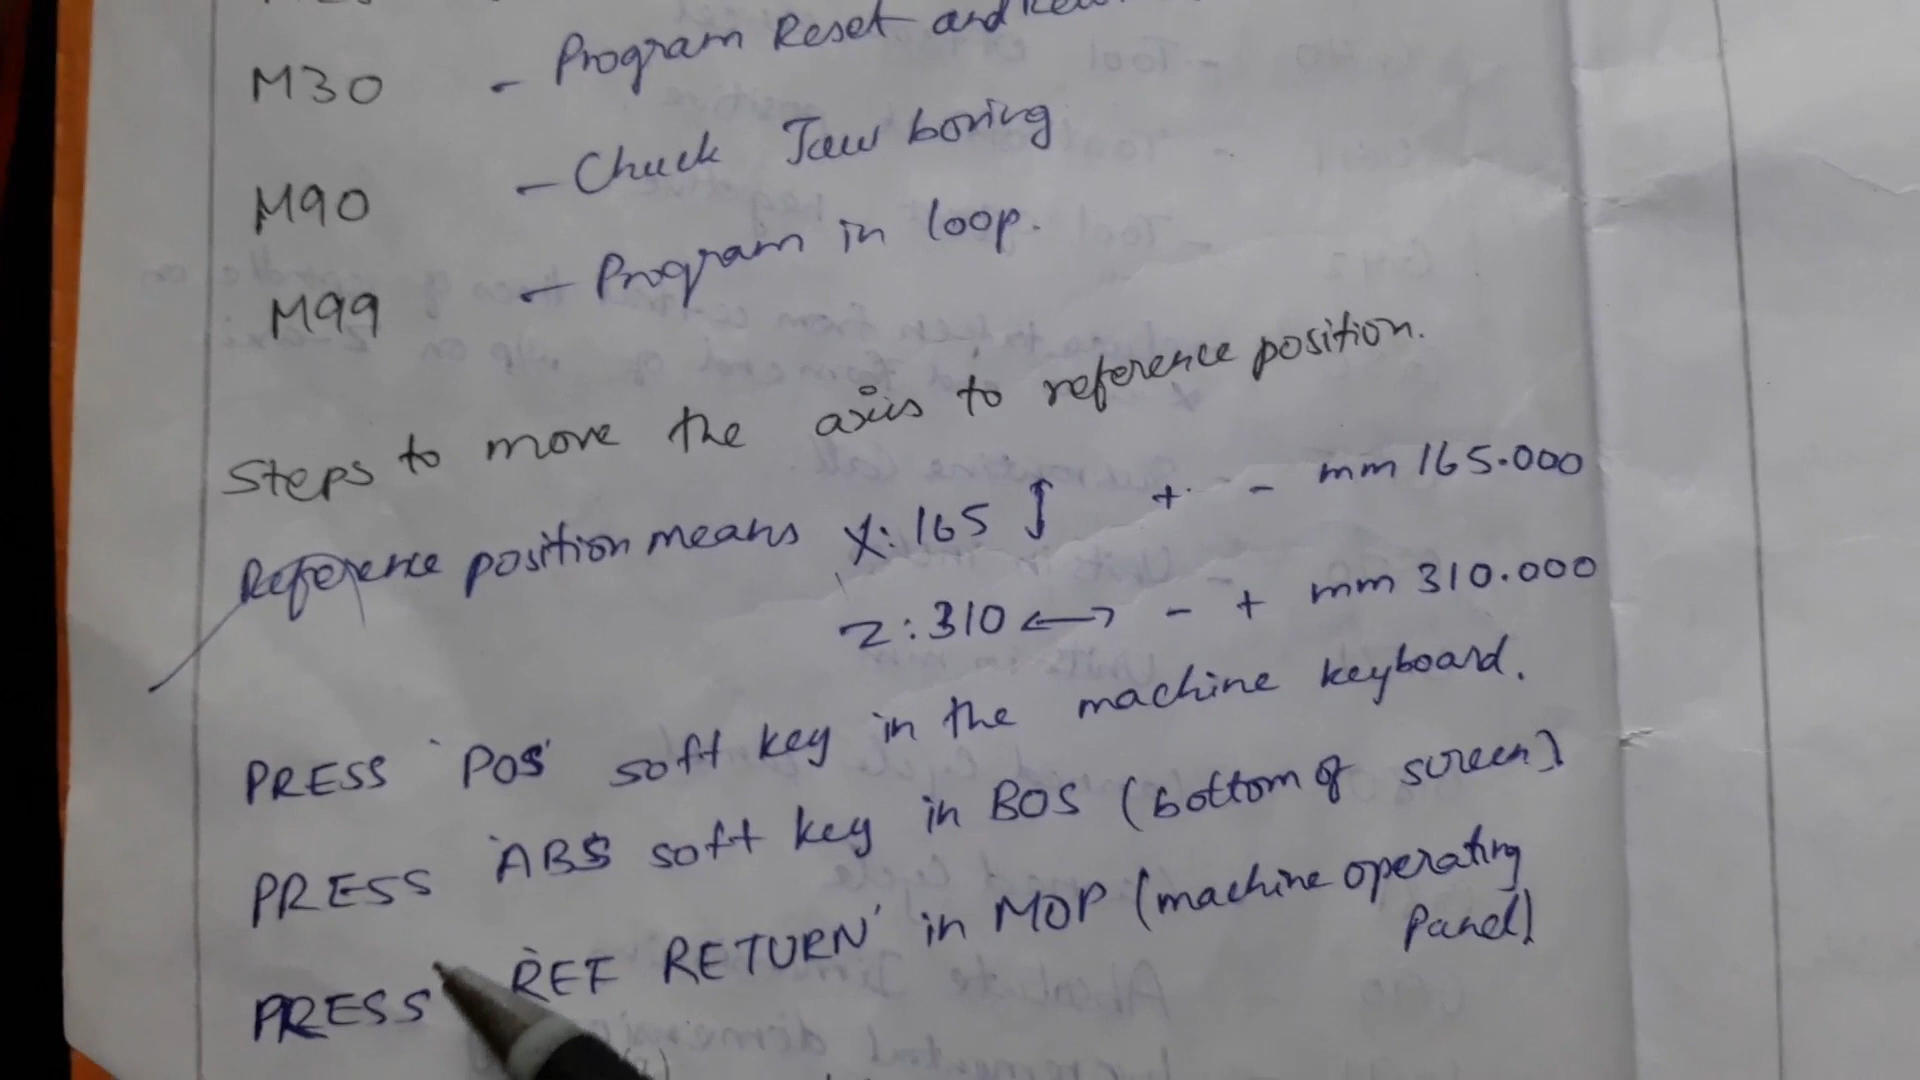 M30 - Program Reset and
M90 - Chuck Jaw boring
M99 - Program in loop.
Steps to move the axis to reference position.
Reference position means X: 165 ↕ + - mm 165.000
Z: 310 ↔ - + mm 310.000
PRESS 'POS' soft key in the machine keyboard.
PRESS 'ABS soft key in BOS (bottom of screen)
PRESS 'REF RETURN' in MOP (machine operating
Panel)